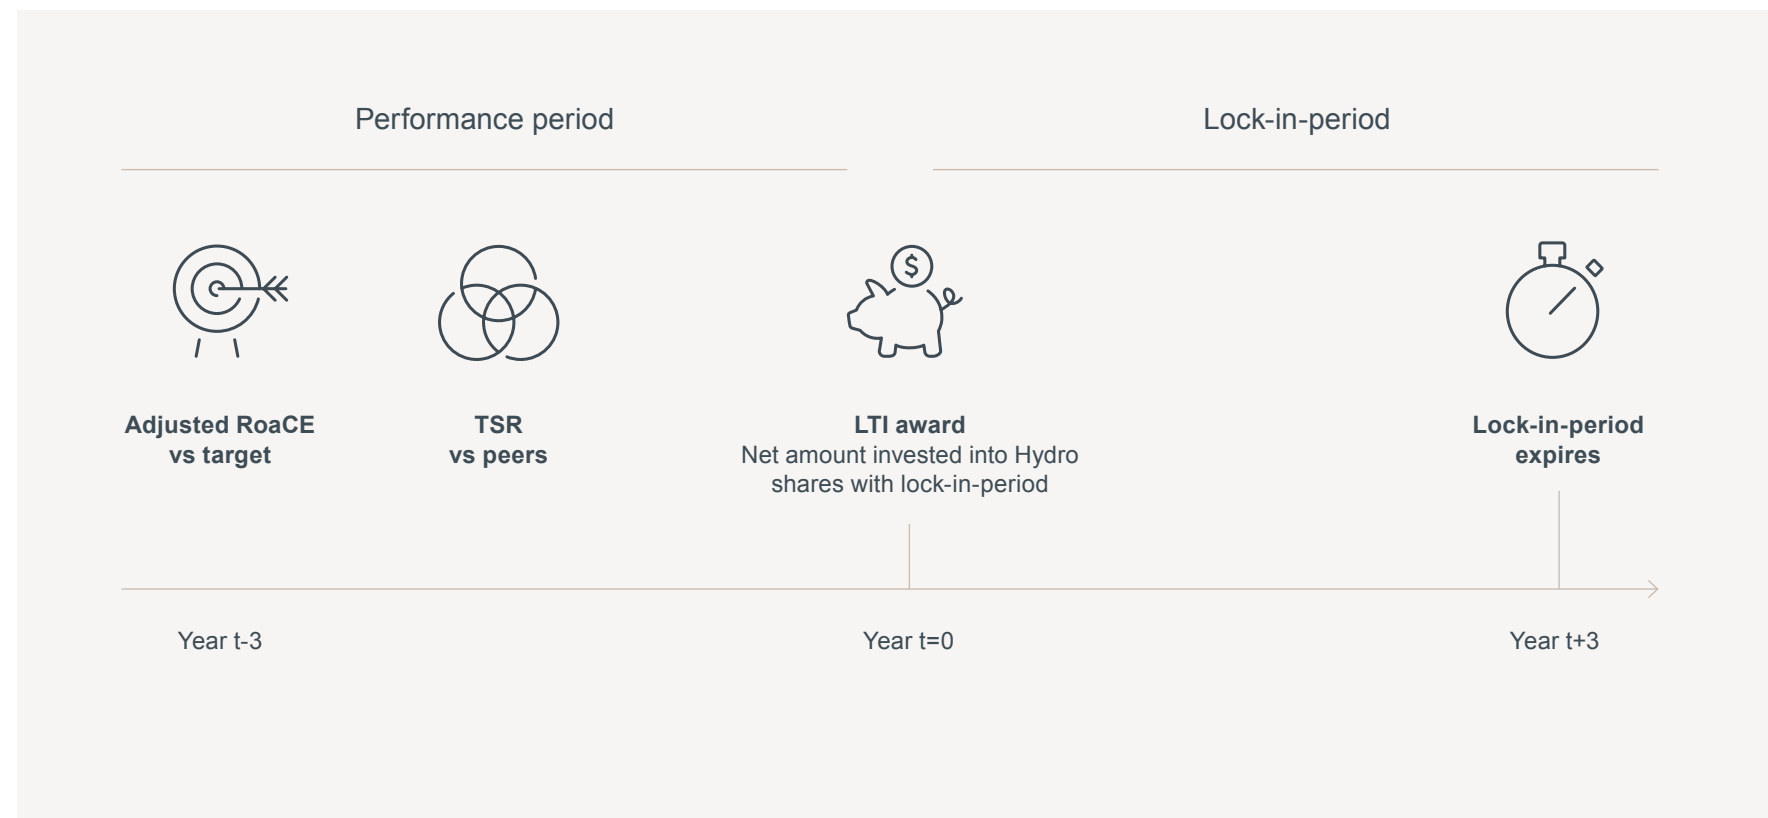 Performance period
Lock-in-period
$
Adjusted RoaCE
vs target
TSR
vs peers
LTI award
Net amount invested into Hydro
shares with lock-in-period
Lock-in-period
expires
Year t-3
Year t=0
Year t+3